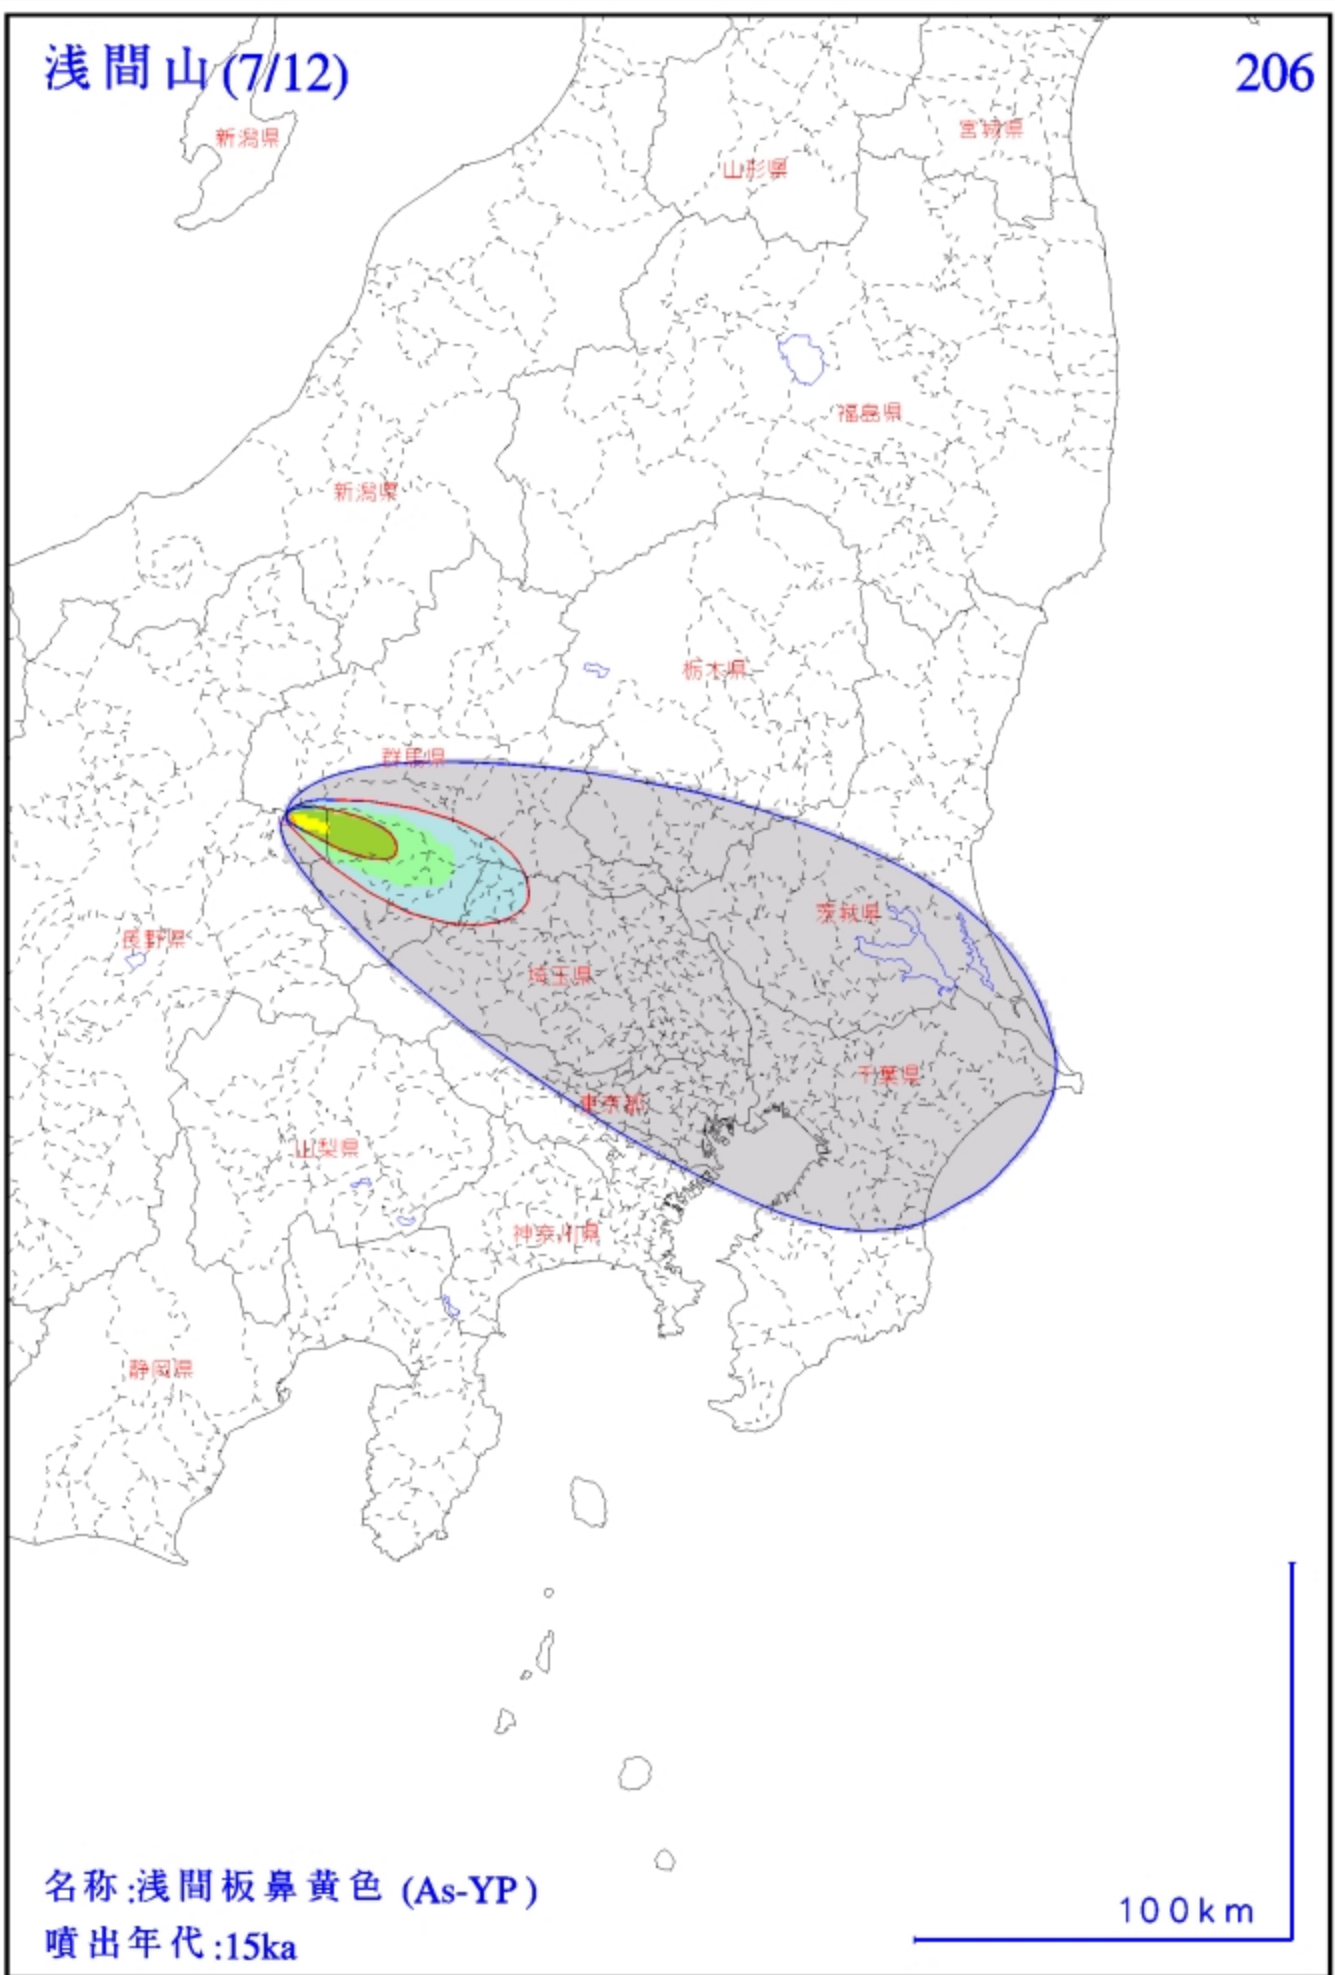 浅間山(7/12)
206
新潟県
宮城県
山形県
福島県
新潟県
栃木県
群馬県
茨城県
長野県
埼玉県
千葉県
東京都
山梨県
神奈川県
静岡県
名称:浅間板鼻黄色 (As-YP)
100km
噴出年代:15ka